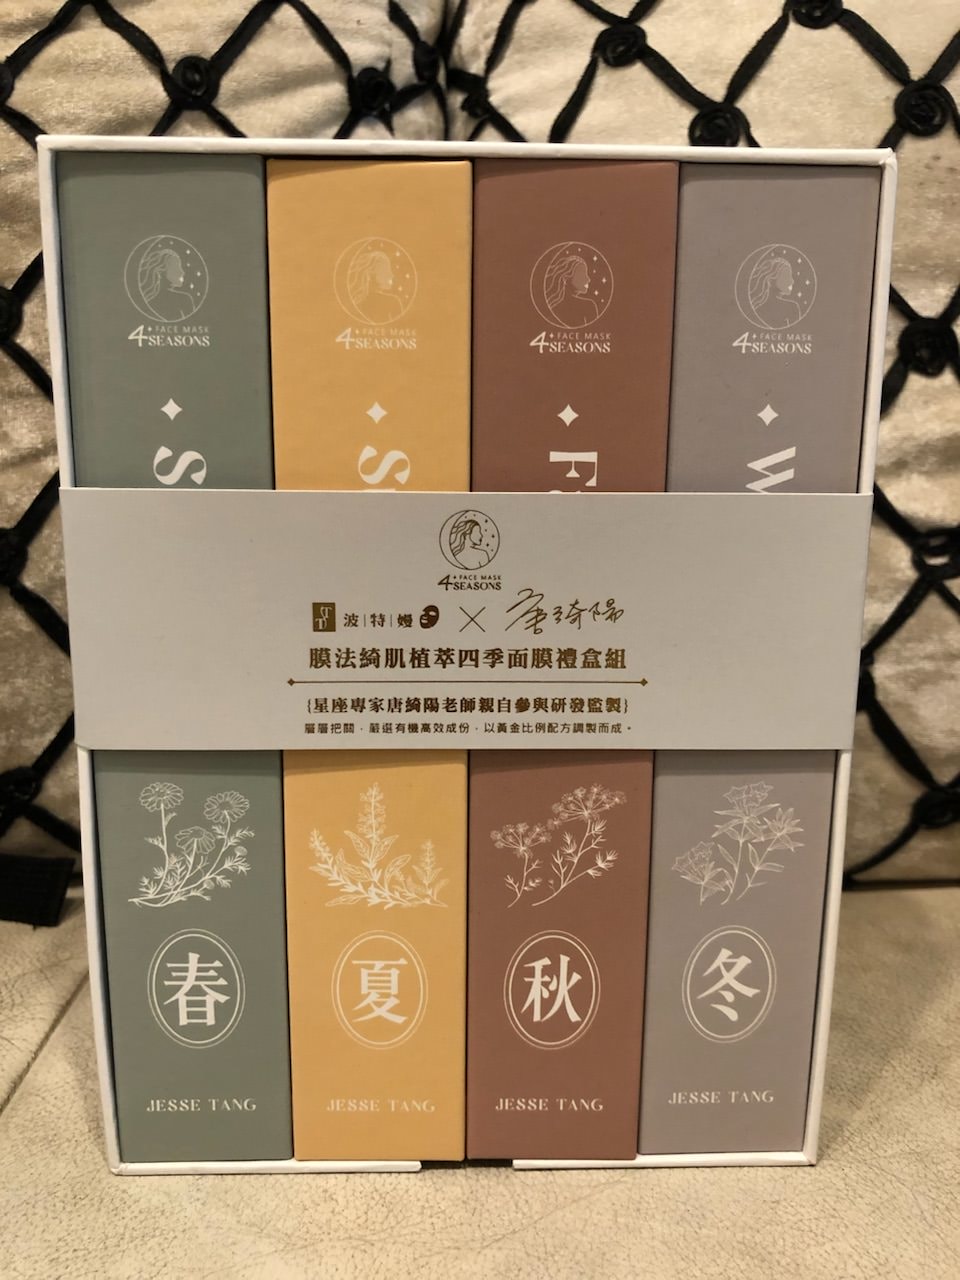 4 FACE MASK
SEASONS
4 FACE MASK
SEASONS
4 FACE MASK
SEASONS
4 FACE MASK
SEASONS
S
S
F
W
4 FACE MASK
SEASONS
波|特|嫚 × 唐綺陽
膜法綺肌植萃四季面膜禮盒組
{星座專家唐綺陽老師親自參與研發監製}
層層把關，嚴選有機高效成份，以黃金比例配方調製而成。
春
夏
秋
冬
JESSE TANG
JESSE TANG
JESSE TANG
JESSE TANG